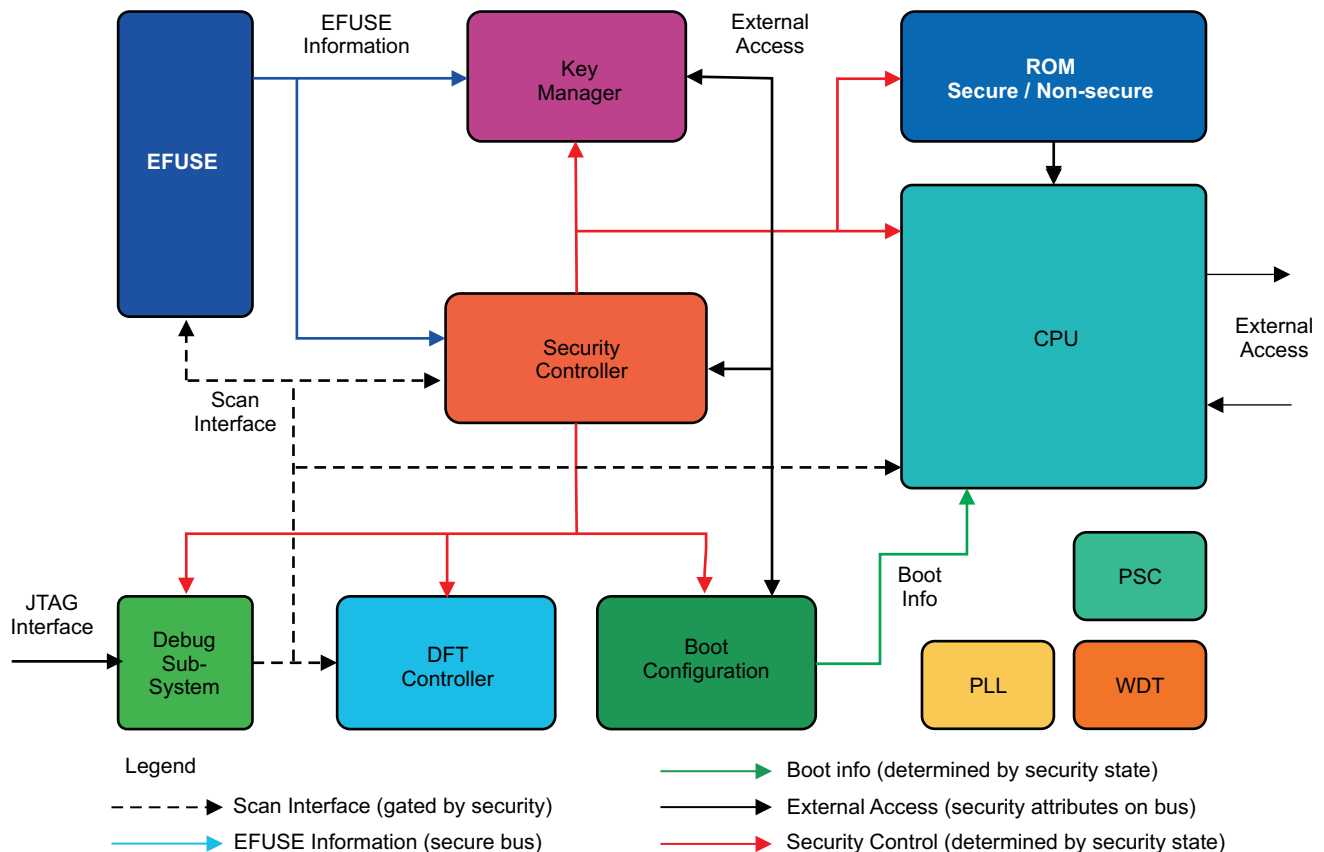 EFUSE
Information
External
Access
Key
Manager
ROM
Secure / Non-secure
EFUSE
Security
Controller
CPU
External
Access
Scan
Interface
JTAG
Interface
Debug
Sub-
System
DFT
Controller
Boot
Configuration
Boot
Info
PSC
PLL
WDT
Legend
Scan Interface (gated by security)
EFUSE Information (secure bus)
Boot info (determined by security state)
External Access (security attributes on bus)
Security Control (determined by security state)